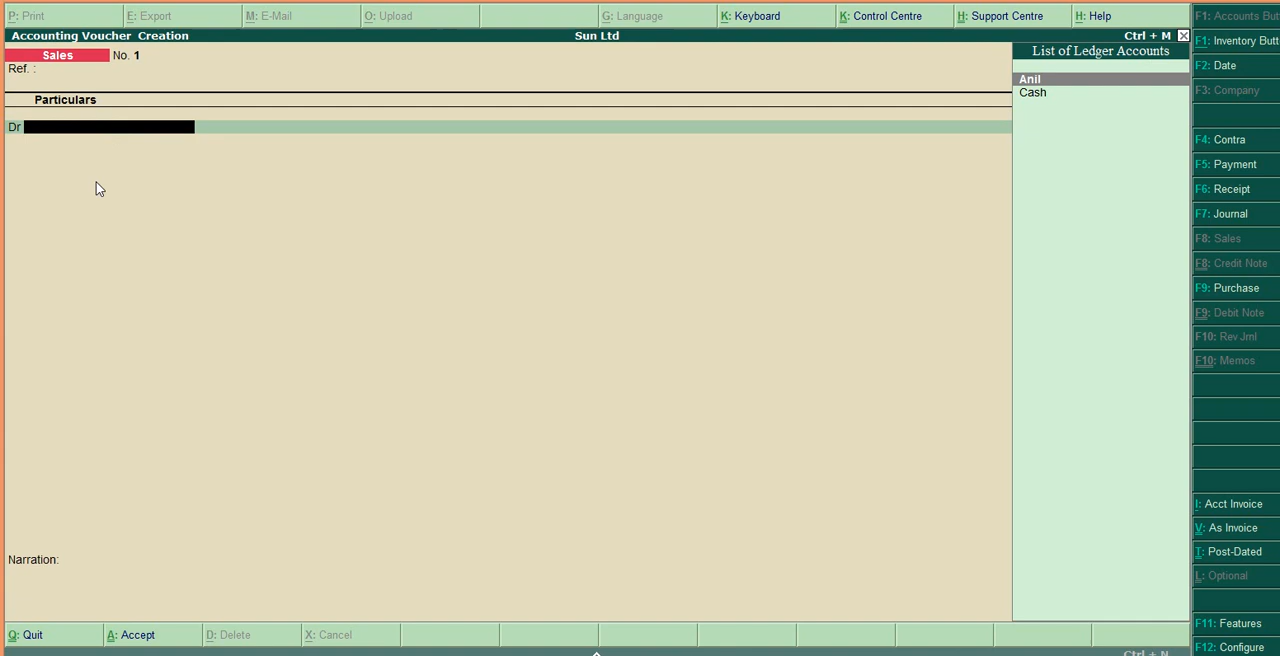 P: Print E: Export M: E-Mail O: Upload G: Language K: Keyboard K: Control Centre H: Support Centre H: Help
Accounting Voucher Creation Sun Ltd Ctrl + M
Sales No. 1
Ref. :
Particulars
Dr
Narration:
List of Ledger Accounts
Anil
Cash
F1: Accounts But
F1: Inventory Butt
F2: Date
F3: Company
F4: Contra
F5: Payment
F6: Receipt
F7: Journal
F8: Sales
F8: Credit Note
F9: Purchase
F9: Debit Note
F10: Rev Jrnl
F10: Memos
I: Acct Invoice
V: As Invoice
T: Post-Dated
L: Optional
F11: Features
F12: Configure
Q: Quit A: Accept D: Delete X: Cancel
Ctrl + N